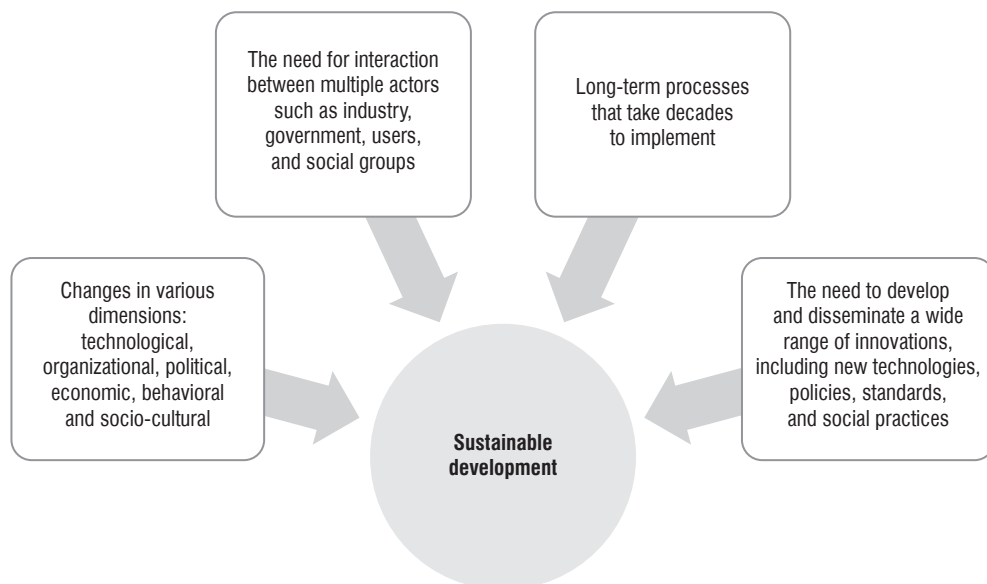 The need for interaction
between multiple actors
such as industry,
government, users,
and social groups
Long-term processes
that take decades
to implement
Changes in various
dimensions:
technological,
organizational, political,
economic, behavioral
and socio-cultural
The need to develop
and disseminate a wide
range of innovations,
including new technologies,
policies, standards,
and social practices
Sustainable
development